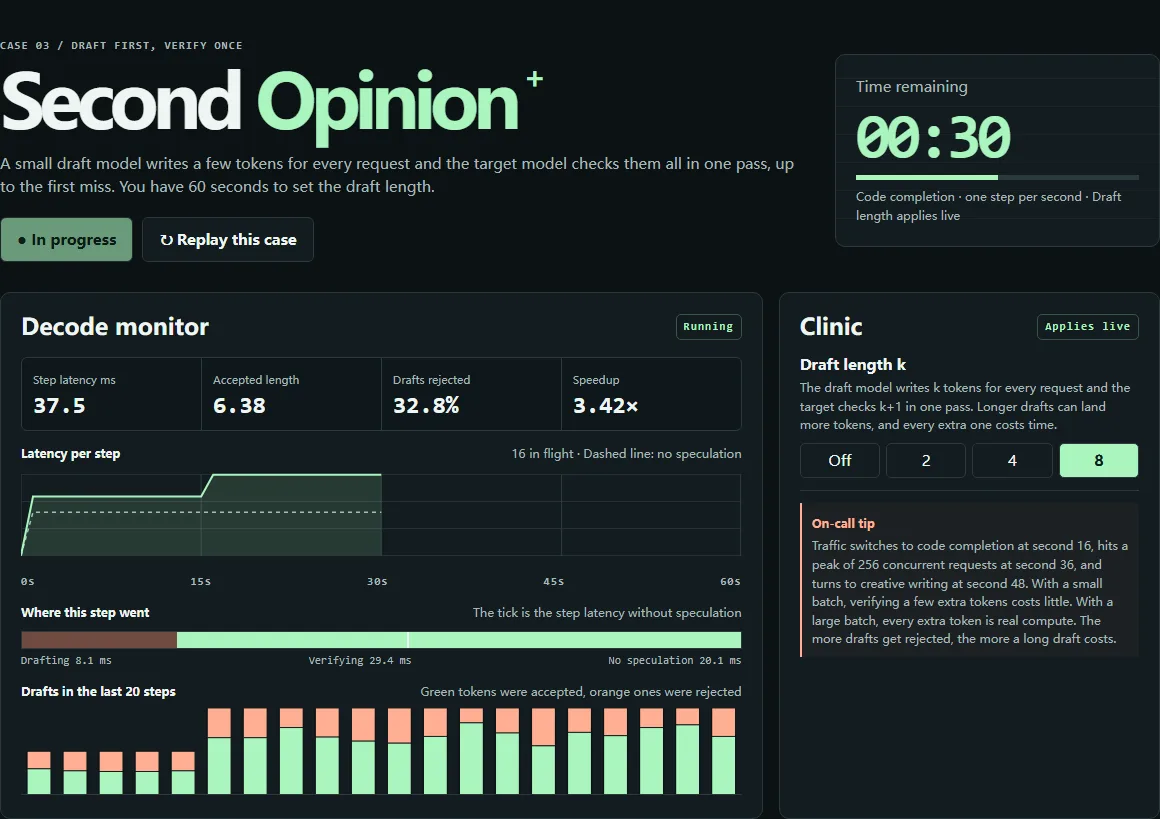 CASE 03 / DRAFT FIRST, VERIFY ONCE
Second Opinion +
A small draft model writes a few tokens for every request and the target model checks them all in one pass, up
to the first miss. You have 60 seconds to set the draft length.
● In progress
↻ Replay this case
Time remaining
00:30
Code completion · one step per second · Draft
length applies live
Decode monitor
Running
Step latency ms
37.5
Accepted length
6.38
Drafts rejected
32.8%
Speedup
3.42×
Latency per step
16 in flight · Dashed line: no speculation
0s 15s 30s 45s 60s
Where this step went
The tick is the step latency without speculation
Drafting 8.1 ms
Verifying 29.4 ms
No speculation 20.1 ms
Drafts in the last 20 steps
Green tokens were accepted, orange ones were rejected
Clinic
Applies live
Draft length k
The draft model writes k tokens for every request and the
target checks k+1 in one pass. Longer drafts can land
more tokens, and every extra one costs time.
Off 2 4 8
On-call tip
Traffic switches to code completion at second 16, hits a
peak of 256 concurrent requests at second 36, and
turns to creative writing at second 48. With a small
batch, verifying a few extra tokens costs little. With a
large batch, every extra token is real compute. The
more drafts get rejected, the more a long draft costs.